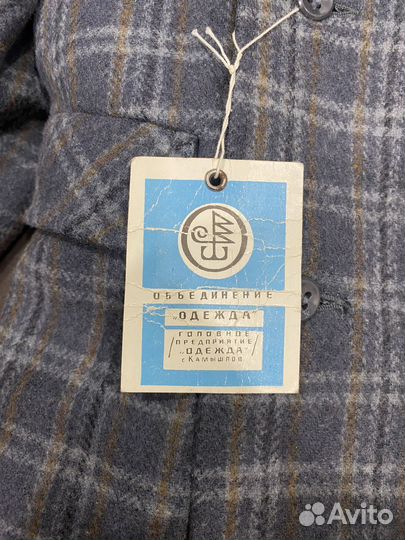 ОБЪЕДИНЕНИЕ
„ОДЕЖДА"
ГОЛОВНОЕ
ПРЕДПРИЯТИЕ
„ОДЕЖДА"
г. КАМЫШЛОВ
Avito